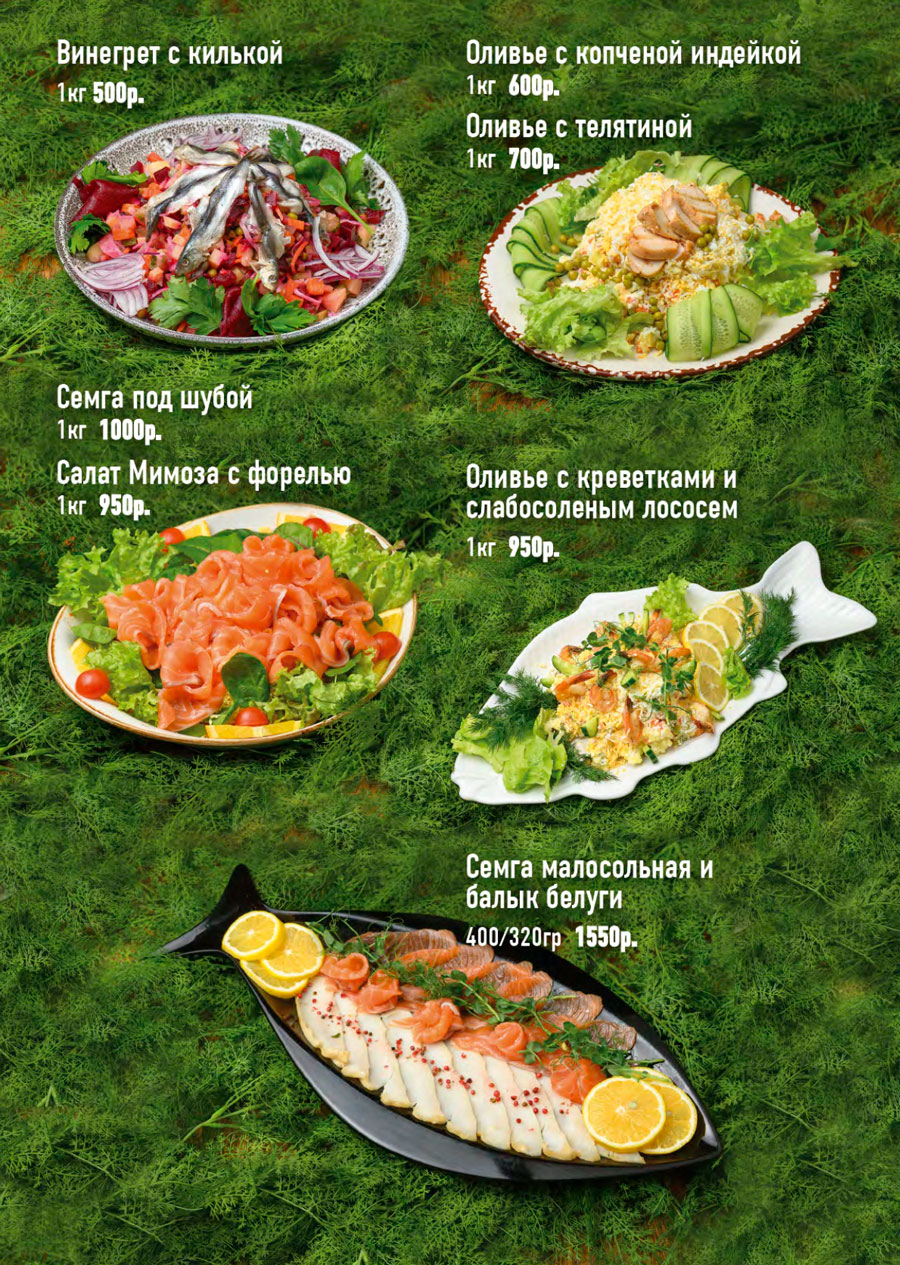 Винегрет с килькой
1кг 500р.
Оливье с копченой индейкой
1кг 600р.
Оливье с телятиной
1кг 700р.
Семга под шубой
1кг 1000р.
Салат Мимоза с форелью
1кг 950р.
Оливье с креветками и
слабосоленым лососем
1кг 950р.
Семга малосольная и
балык белуги
400/320гр 1550р.